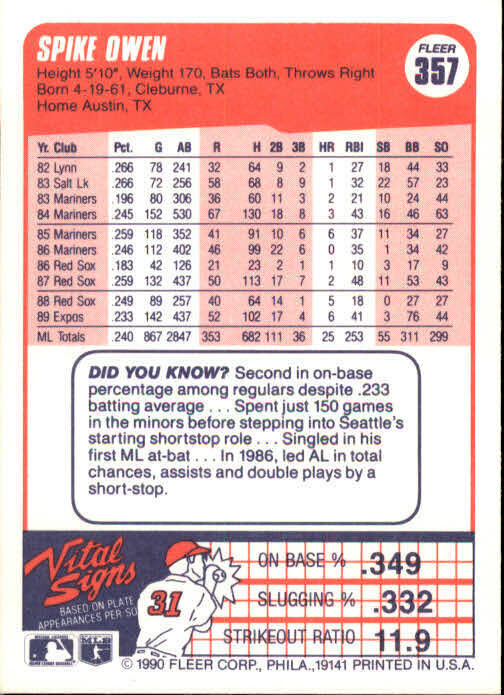 SPIKE OWEN
FLEER
357
Height 5'10", Weight 170, Bats Both, Throws Right
Born 4-19-61, Cleburne, TX
Home Austin, TX
Yr. Club Pct. G AB R H 2B 3B HR RBI SB BB SO
82 Lynn .266 78 241 32 64 9 2 1 27 18 44 33
83 Salt Lk .266 72 256 58 68 8 9 1 32 22 57 23
83 Mariners .196 80 306 36 60 11 3 2 21 10 24 44
84 Mariners .245 152 530 67 130 18 8 3 43 16 46 63
85 Mariners .259 118 352 41 91 10 6 6 37 11 34 27
86 Mariners .246 112 402 46 99 22 6 0 35 1 34 42
86 Red Sox .183 42 126 21 23 2 1 1 10 3 17 9
87 Red Sox .259 132 437 50 113 17 7 2 48 11 53 43
88 Red Sox .249 89 257 40 64 14 1 5 18 0 27 27
89 Expos .233 142 437 52 102 17 4 6 41 3 76 44
ML Totals .240 867 2847 353 682 111 36 25 253 55 311 299
DID YOU KNOW? Second in on-base
percentage among regulars despite .233
batting average . . . Spent just 150 games
in the minors before stepping into Seattle's
starting shortstop role . . . Singled in his
first ML at-bat . . . In 1986, led AL in total
chances, assists and double plays by a
short-stop.
Vital
Signs
BASED ON PLATE
APPEARANCES PER SO
31
ON BASE % .349
SLUGGING % .332
STRIKEOUT RATIO 11.9
MLB
© 1990 FLEER CORP., PHILA., 19141 PRINTED IN U.S.A.